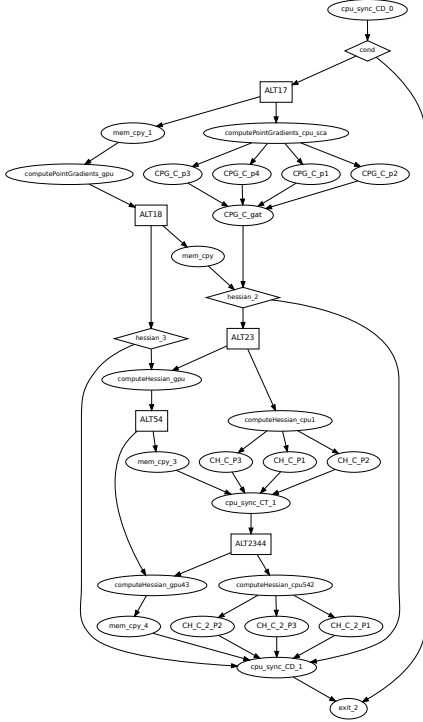 cpu_sync_CD_0
cond
ALT17
mem_cpy_1
computePointGradients_cpu_sca
computePointGradients_gpu
CPG_C_p3
CPG_C_p4
CPG_C_p1
CPG_C_p2
ALT18
CPG_C_gat
mem_cpy
hessian_2
hessian_3
ALT23
computeHessian_gpu
ALT54
computeHessian_cpu1
mem_cpy_3
CH_C_P3
CH_C_P1
CH_C_P2
cpu_sync_CT_1
ALT2344
computeHessian_gpu43
computeHessian_cpu542
mem_cpy_4
CH_C_2_P2
CH_C_2_P3
CH_C_2_P1
cpu_sync_CD_1
exit_2